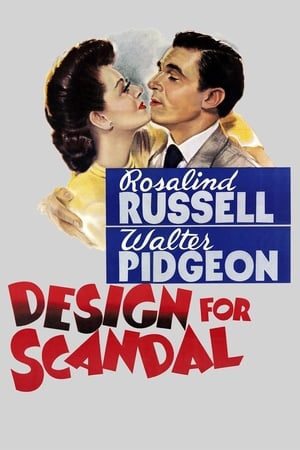 Rosalind
RUSSELL
Walter
PIDGEON
DESIGN FOR
SCANDAL